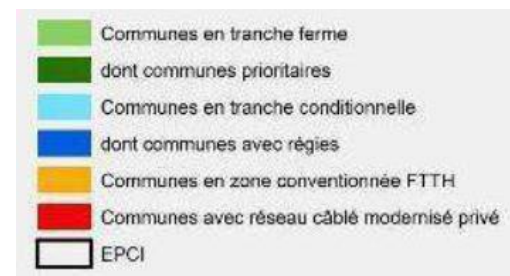 Communes en tranche ferme
dont communes prioritaires
Communes en tranche conditionnelle
dont communes avec régies
Communes en zone conventionnée FTTH
Communes avec réseau câblé modernisé privé
EPCI